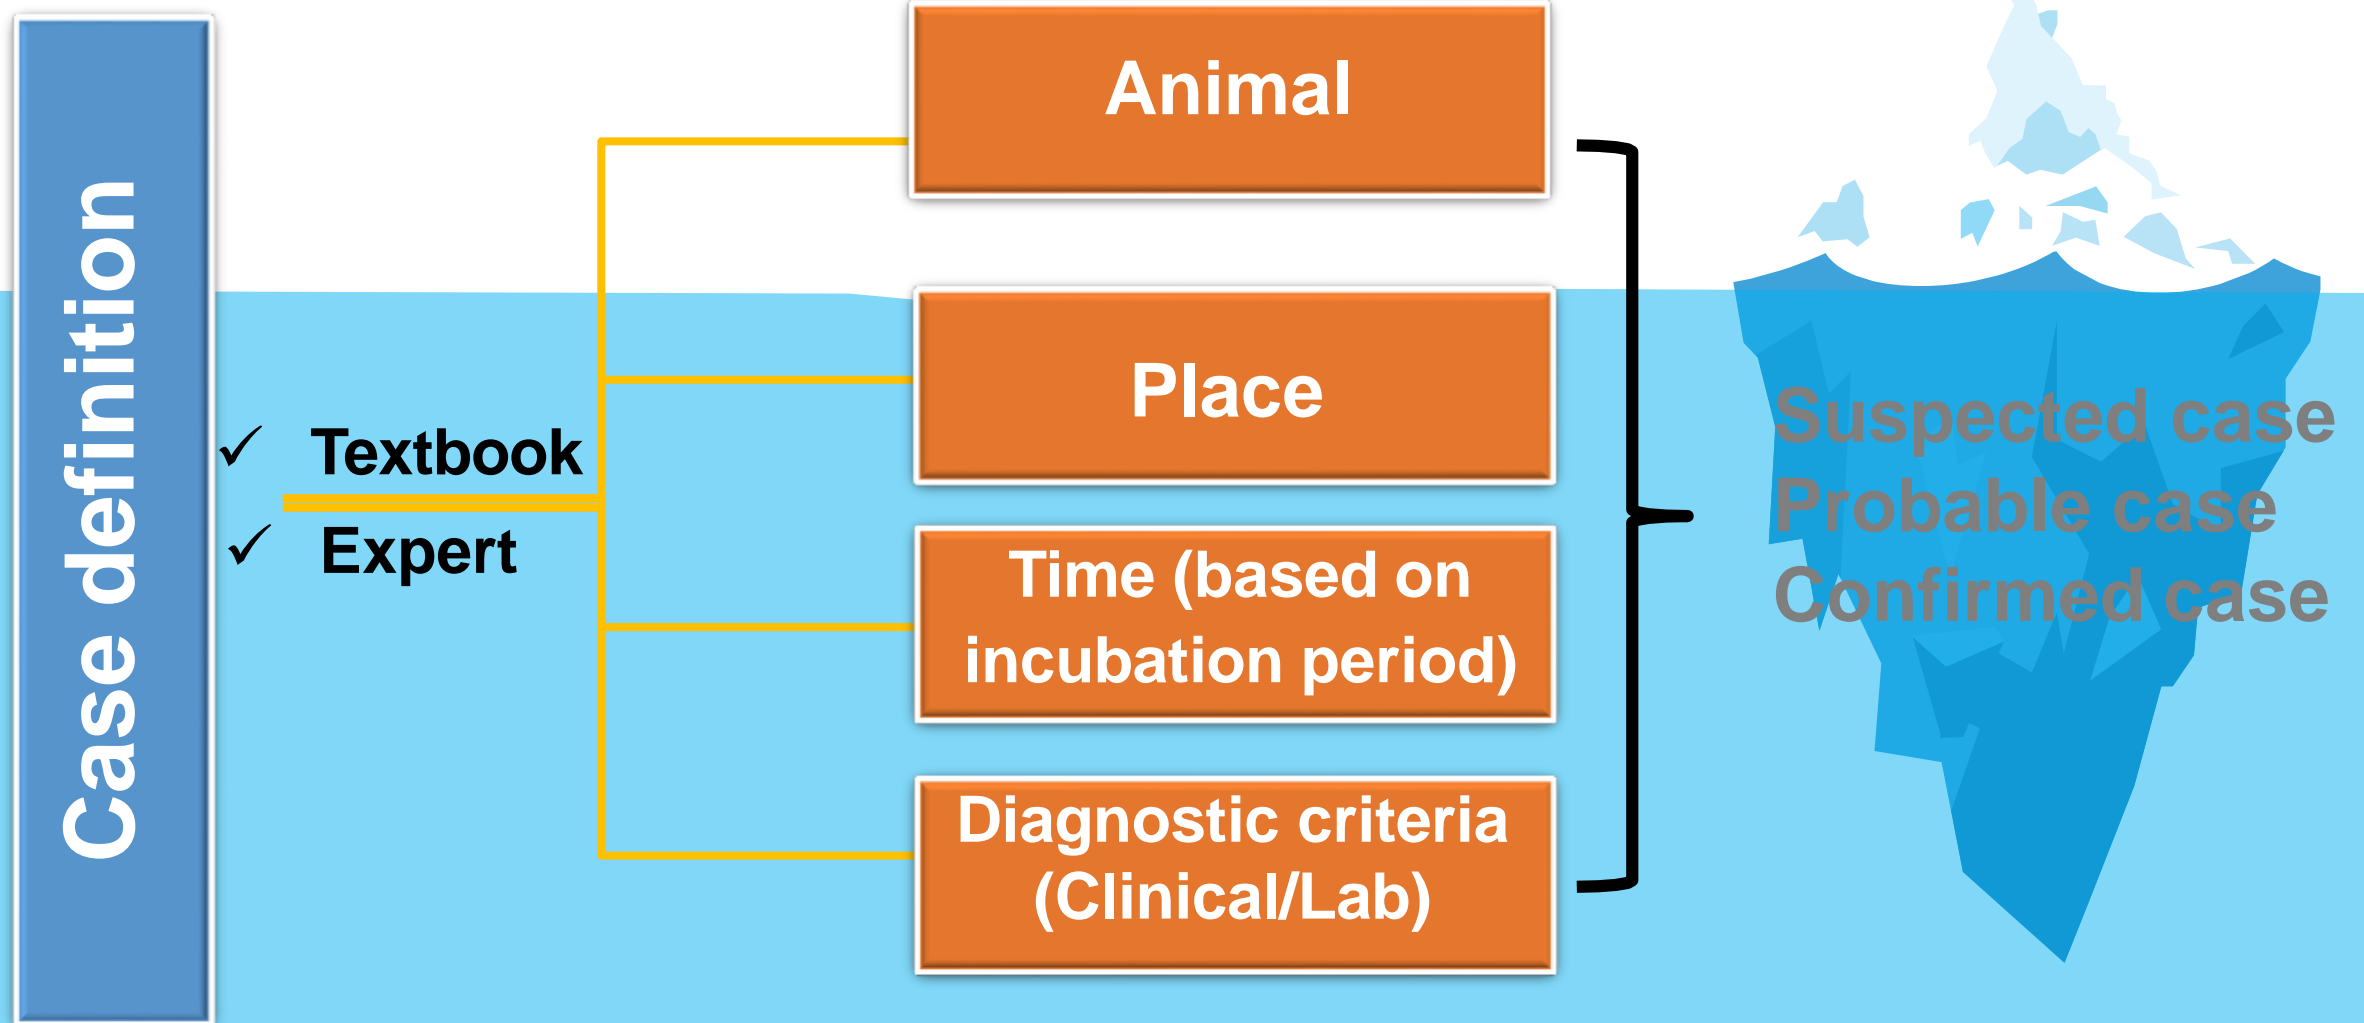 Case definition
✓ Textbook
✓ Expert
Animal
Place
Time (based on
incubation period)
Diagnostic criteria
(Clinical/Lab)
Suspected case
Probable case
Confirmed case